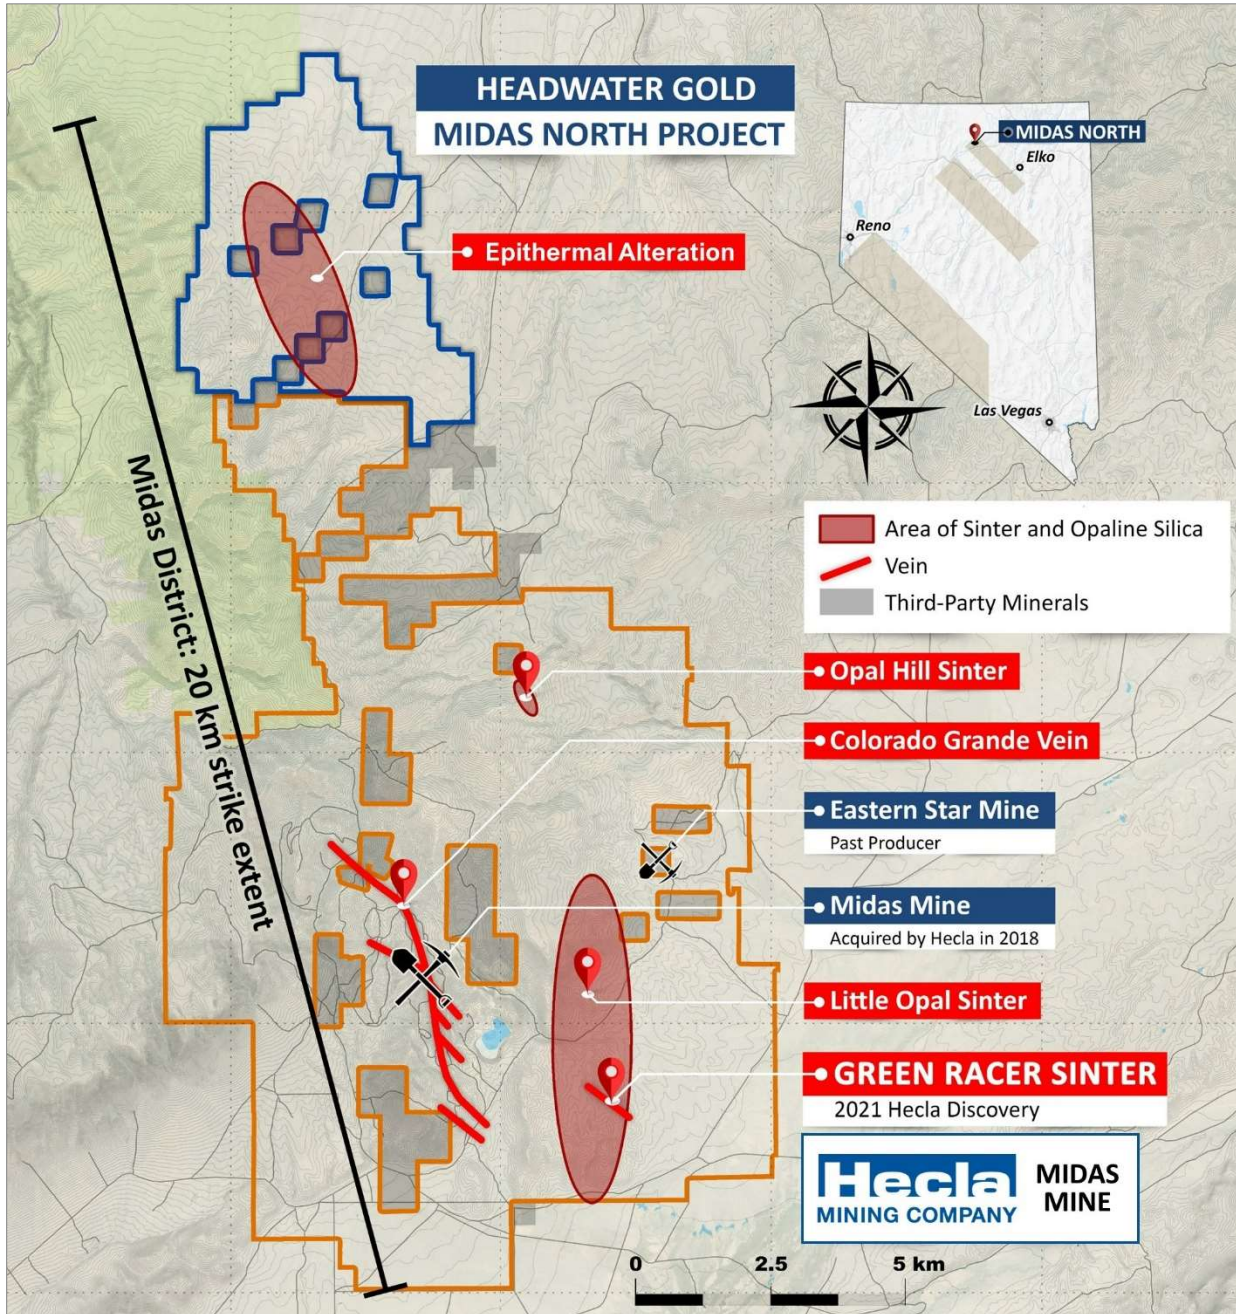 HEADWATER GOLD
MIDAS NORTH PROJECT
MIDAS NORTH
Elko
Reno
Las Vegas
Epithermal Alteration
Midas District: 20 km strike extent
Area of Sinter and Opaline Silica
Vein
Third-Party Minerals
Opal Hill Sinter
Colorado Grande Vein
Eastern Star Mine
Past Producer
Midas Mine
Acquired by Hecla in 2018
Little Opal Sinter
GREEN RACER SINTER
2021 Hecla Discovery
Hecla
MINING COMPANY
MIDAS
MINE
0 2.5 5 km